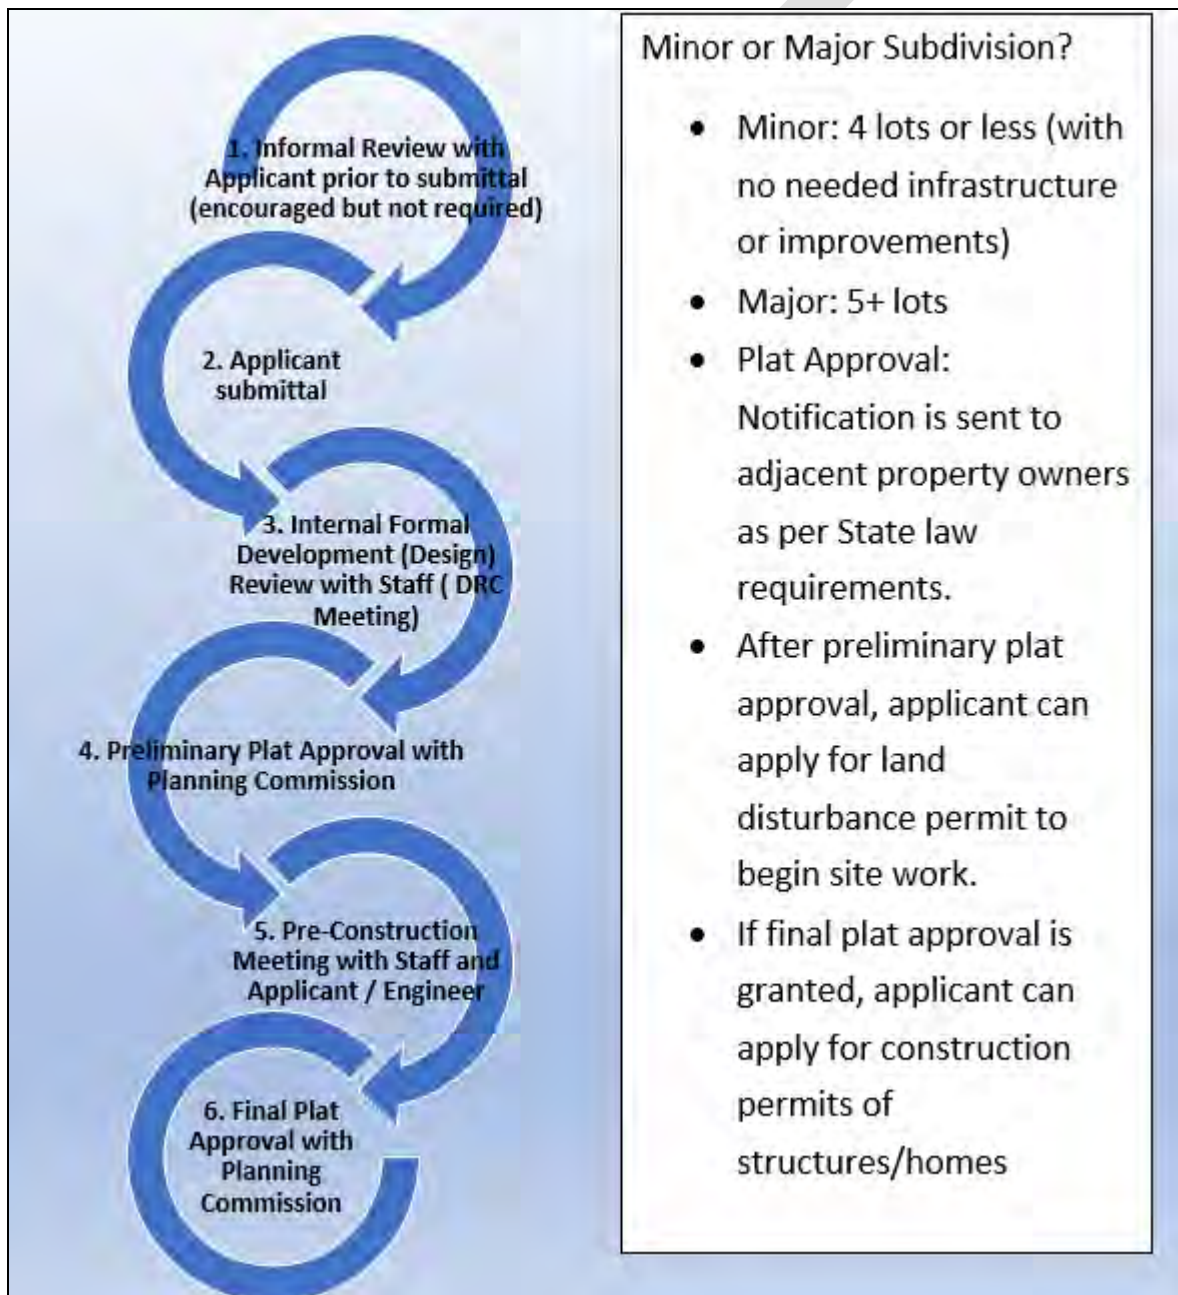 1. Informal Review with
Applicant prior to submittal
(encouraged but not required)
2. Applicant
submittal
3. Internal Formal
Development (Design)
Review with Staff ( DRC
Meeting)
4. Preliminary Plat Approval with
Planning Commission
5. Pre-Construction
Meeting with Staff and
Applicant / Engineer
6. Final Plat
Approval with
Planning
Commission
Minor or Major Subdivision?
• Minor: 4 lots or less (with
no needed infrastructure
or improvements)
• Major: 5+ lots
• Plat Approval:
Notification is sent to
adjacent property owners
as per State law
requirements.
• After preliminary plat
approval, applicant can
apply for land
disturbance permit to
begin site work.
• If final plat approval is
granted, applicant can
apply for construction
permits of
structures/homes